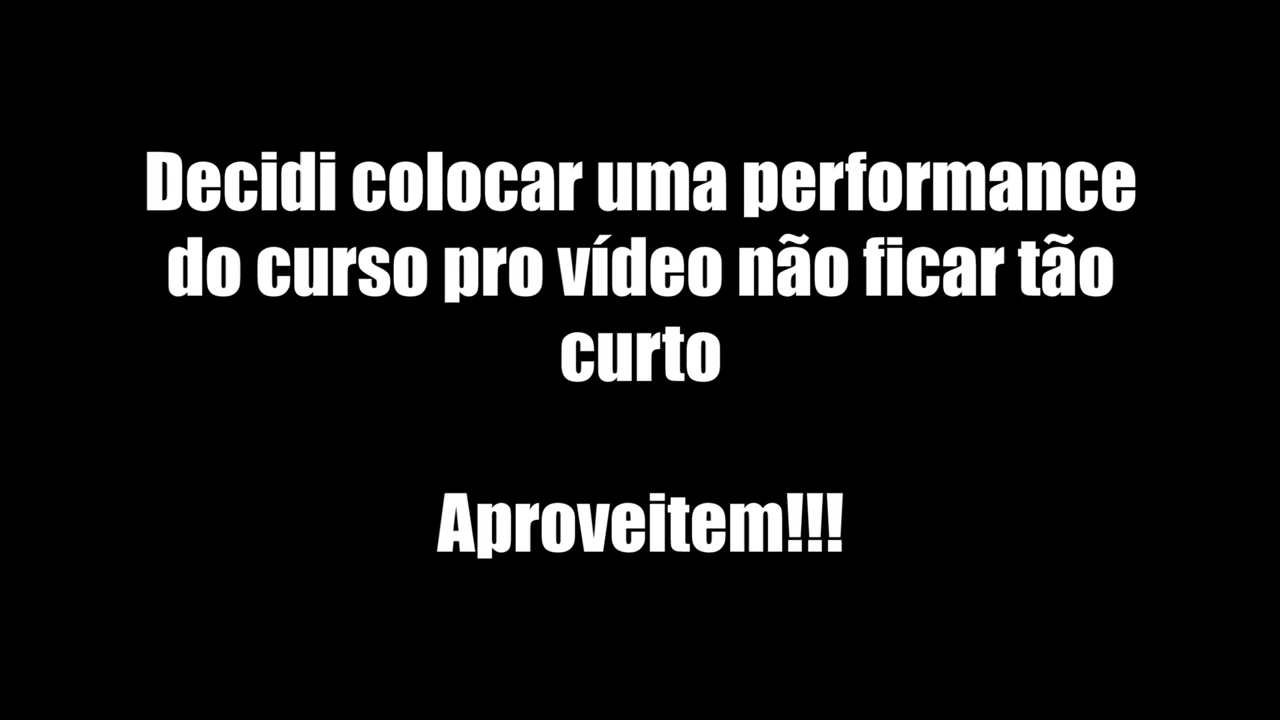 Decidi colocar uma performance
do curso pro vídeo não ficar tão
curto
Aproveitem!!!